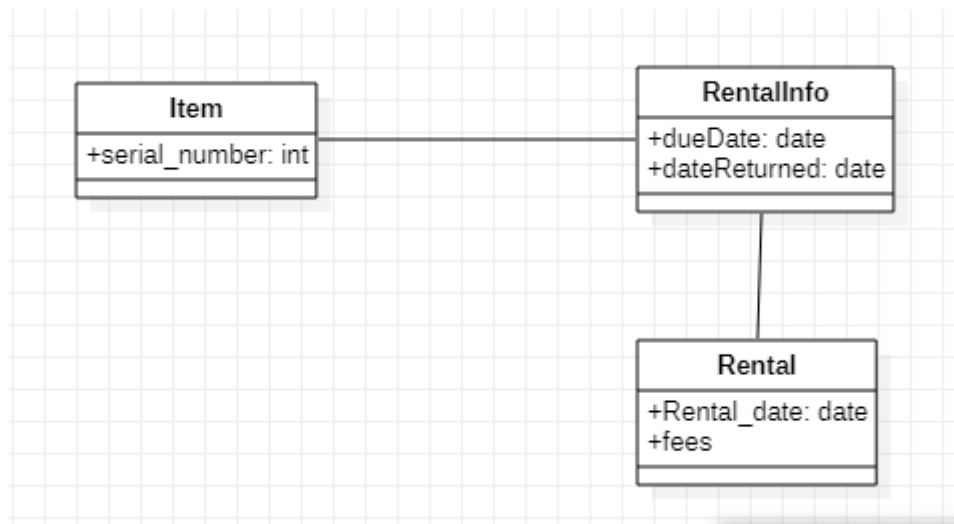 Item
+serial_number: int
RentalInfo
+dueDate: date
+dateReturned: date
Rental
+Rental_date: date
+fees